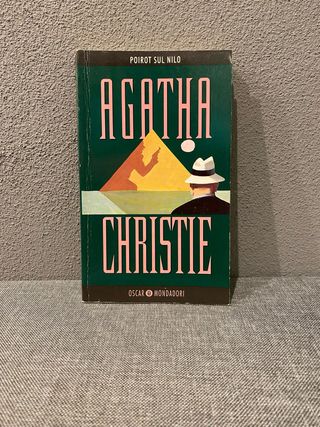 POIROT SUL NILO
AGATHA
CHRISTIE
OSCAR MONDADORI